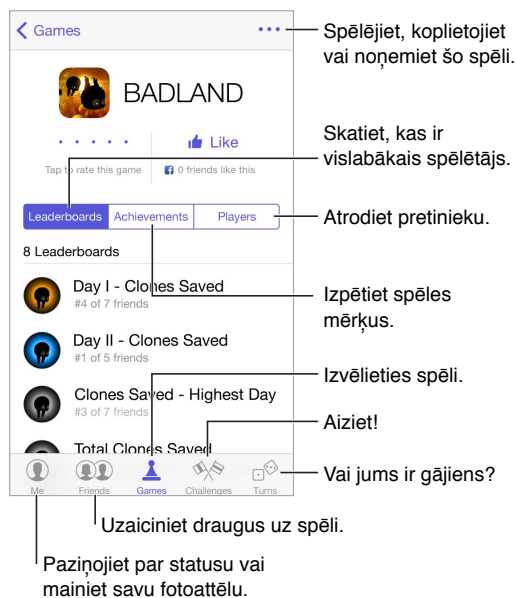 Games
Spēlējiet, koplietojiet
vai noņemiet šo spēli.
BADLAND
Like
Tap to rate this game
0 friends like this
Skatiet, kas ir
vislabākais spēlētājs.
Leaderboards Achievements Players
Atrodiet pretinieku.
8 Leaderboards
Day I - Clones Saved
#4 of 7 friends
Izpētiet spēles
mērķus.
Day II - Clones Saved
#1 of 5 friends
Izvēlieties spēli.
Clones Saved - Highest Day
#3 of 7 friends
Aiziet!
Total Clones Saved
Me Friends Games Challenges Turns
Vai jums ir gājiens?
Uzaiciniet draugus uz spēli.
Paziņojiet par statusu vai
mainiet savu fotoattēlu.